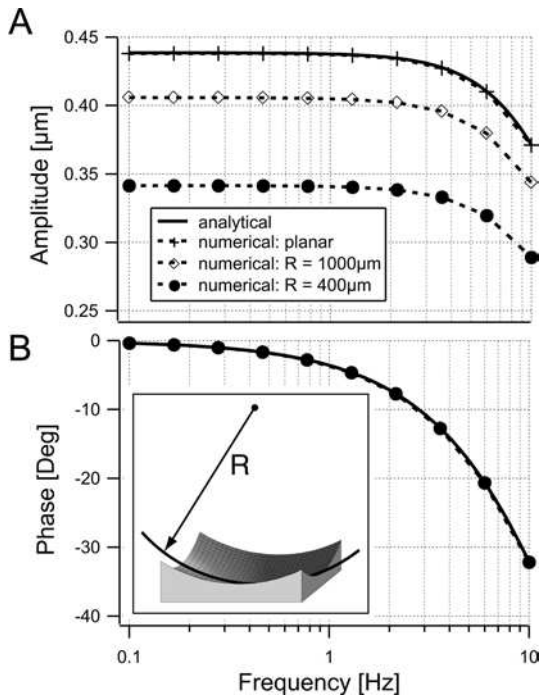 A
Amplitude [μm]
0.45
0.40
0.35
0.30
0.25
analytical
numerical: planar
numerical: R = 1000μm
numerical: R = 400μm
B
Phase [Deg]
0
-10
-20
-30
-40
R
0.1
1
10
Frequency [Hz]